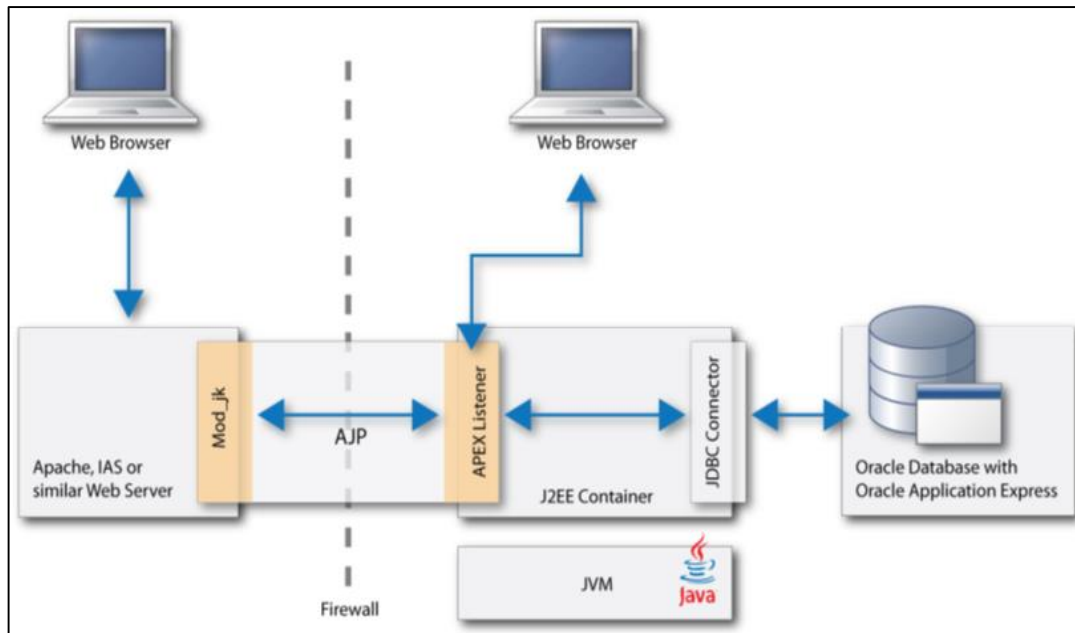 Web Browser
Web Browser
Mod_jk
AJP
APEX Listener
JDBC Connector
Apache, IAS or
similar Web Server
J2EE Container
Oracle Database with
Oracle Application Express
JVM
Java
Firewall